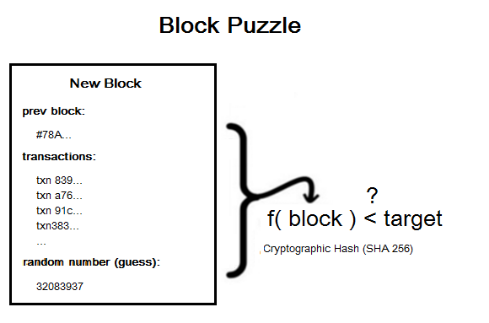 Block Puzzle
New Block
prev block:
#78A...
transactions:
txn 839...
txn a76...
txn 91c...
txn383...
...
random number (guess):
32083937
?
f( block ) < target
Cryptographic Hash (SHA 256)